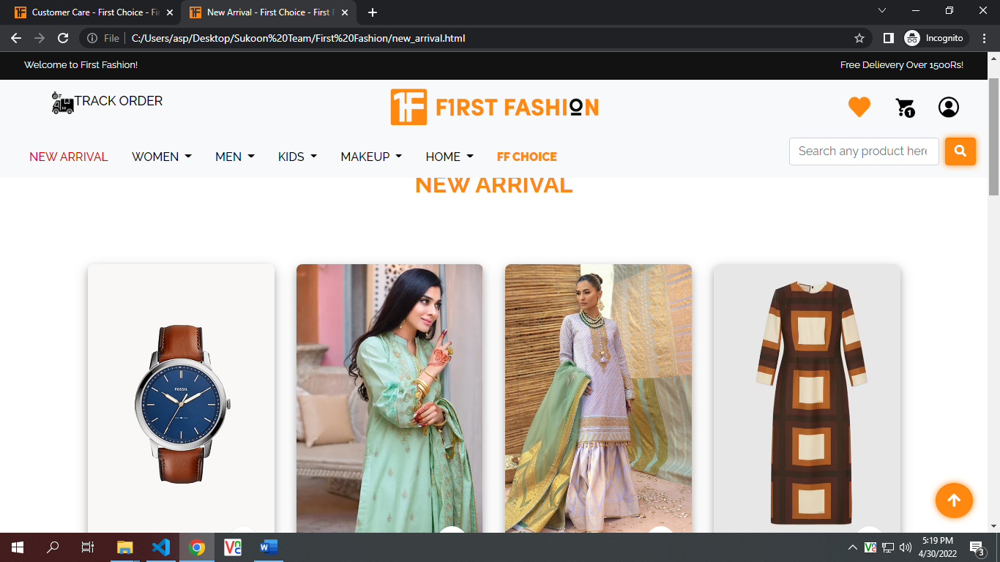 Customer Care - First Choice - Fir
New Arrival - First Choice - First F
File
C:/Users/asp/Desktop/Sukoon%20Team/First%20Fashion/new_arrival.html
Incognito
Welcome to First Fashion!
Free Delievery Over 1500Rs!
TRACK ORDER
1F F1RST FASHION
1
NEW ARRIVAL WOMEN MEN KIDS MAKEUP HOME FF CHOICE
Search any product here
NEW ARRIVAL
FOSSIL
5:19 PM
4/30/2022
3